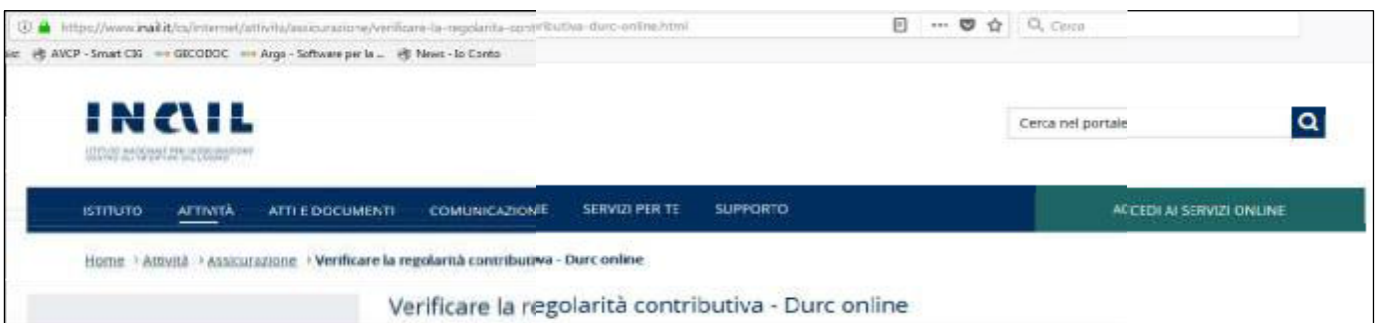 https://www.inail.it/cs/internet/attivita/assicurazione/verificare-la-regolarita-contributiva-durc-online.html
Cerca
AVCP - Smart CIG GECODOC Argo - Software per la ... News - Io Conto
INAIL
Cerca nel portale
ISTITUTO ATTIVITÀ ATTI E DOCUMENTI COMUNICAZIONE SERVIZI PER TE SUPPORTO ACCEDI AI SERVIZI ONLINE
Home › Attività › Assicurazione › Verificare la regolarità contributiva - Durc online
Verificare la regolarità contributiva - Durc online